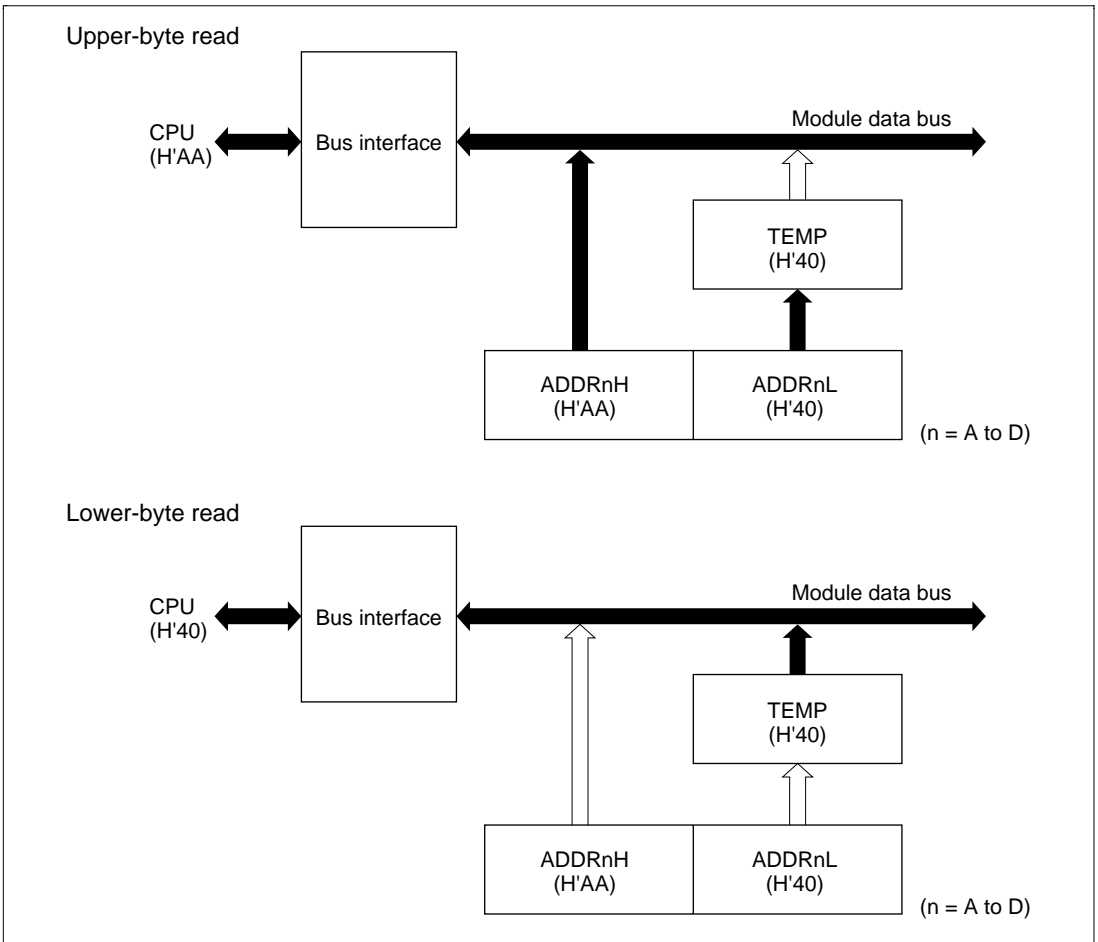 Upper-byte read
Module data bus
CPU
(H'AA)
Bus interface
TEMP
(H'40)
ADDRnH
(H'AA)
ADDRnL
(H'40)
(n = A to D)
Lower-byte read
Module data bus
CPU
(H'40)
Bus interface
TEMP
(H'40)
ADDRnH
(H'AA)
ADDRnL
(H'40)
(n = A to D)